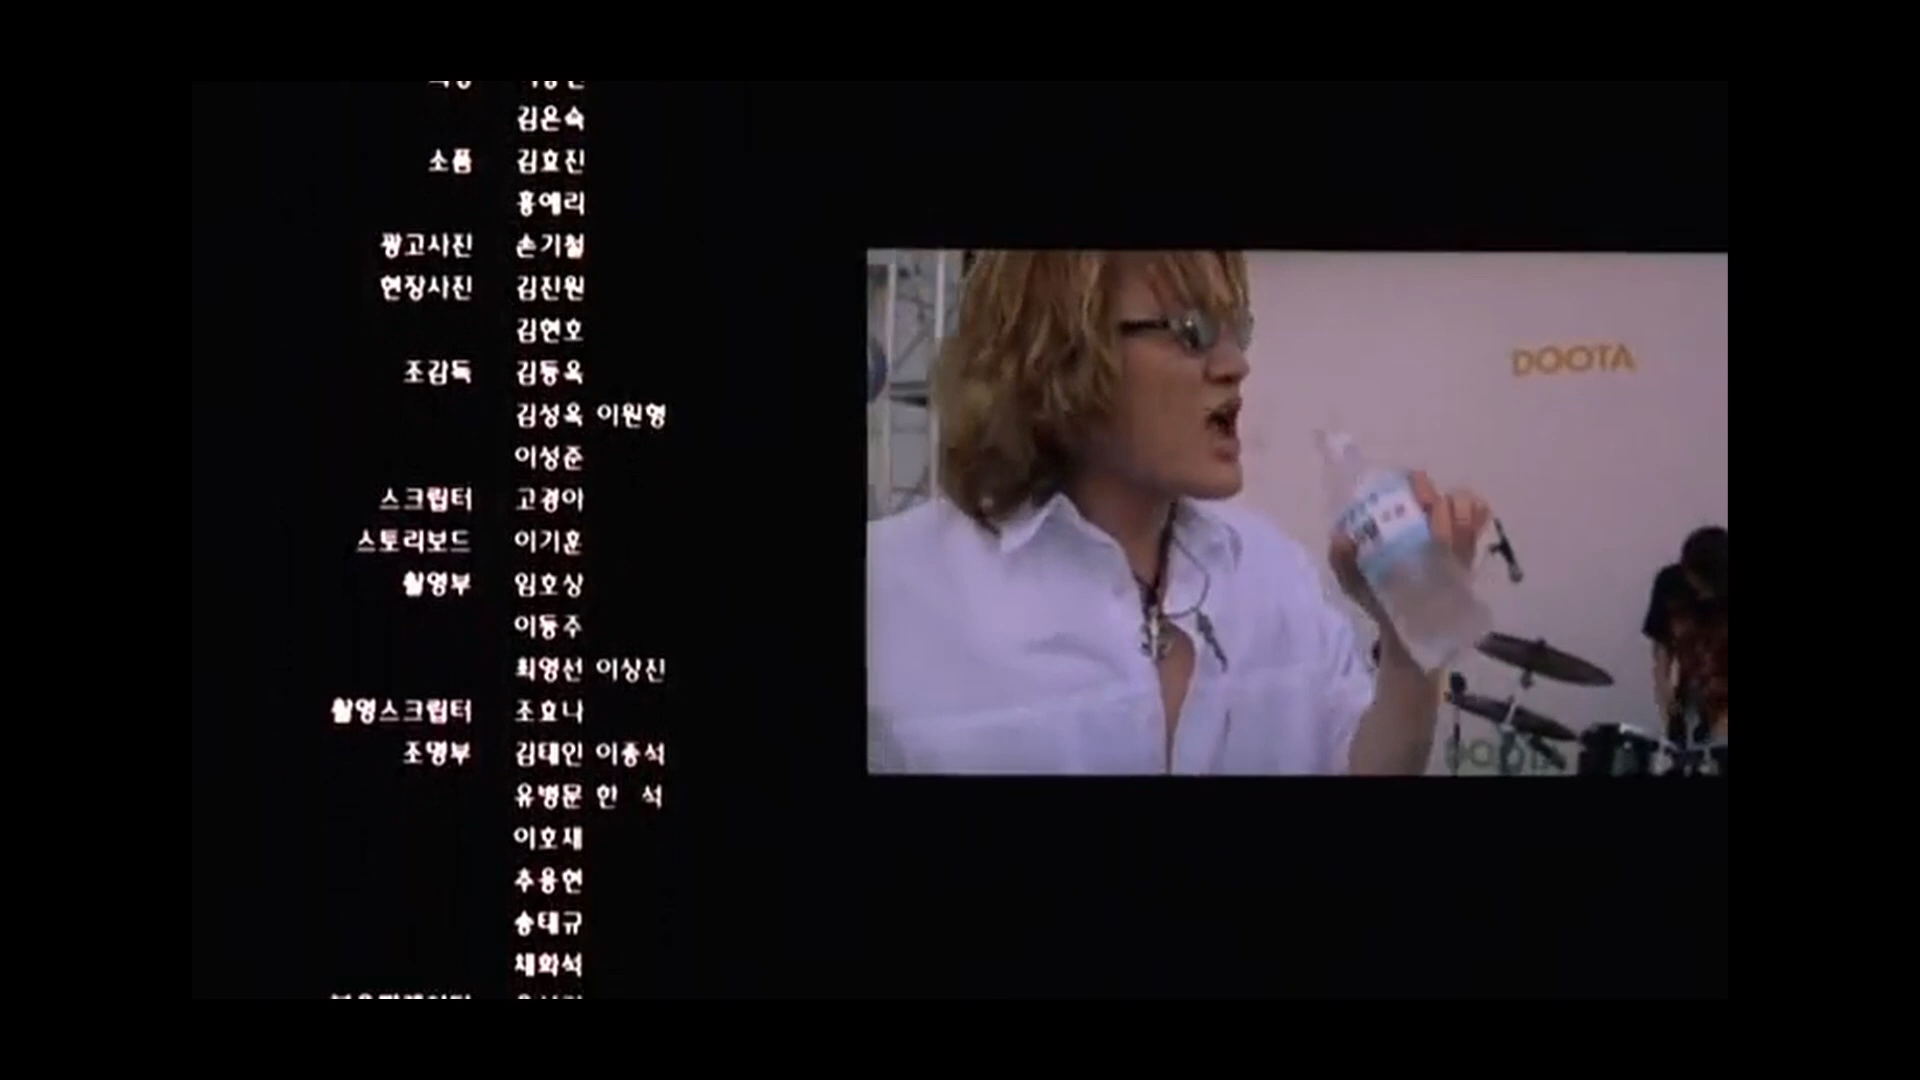 김은숙
소품 김효진
홍예리
광고사진 손기철
현장사진 김진원
김현호
조감독 김동욱
김성욱 이원형
이성준
스크립터 고경아
스토리보드 이기훈
촬영부 임호상
이동주
최영선 이상진
촬영스크립터 조효나
조명부 김태인 이종석
유병문 한 석
이호재
추용현
송태규
채화석
DOOTA
DOOTA